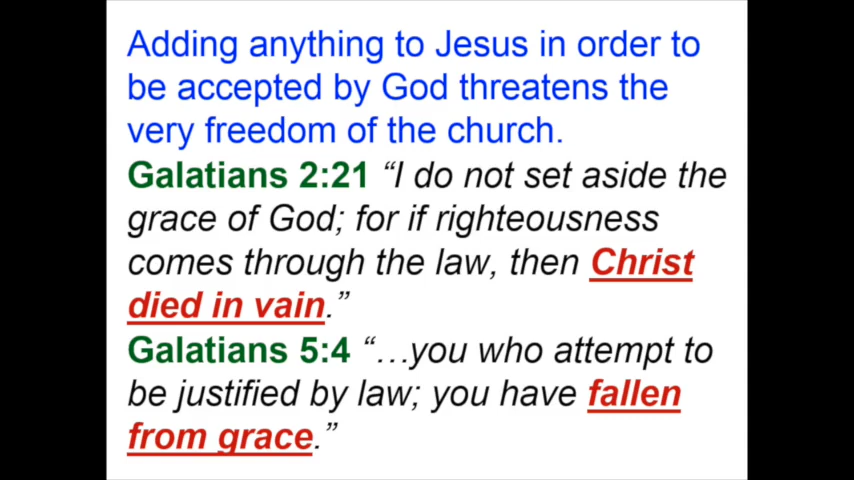 Adding anything to Jesus in order to
be accepted by God threatens the
very freedom of the church.
Galatians 2:21 “I do not set aside the
grace of God; for if righteousness
comes through the law, then Christ
died in vain.”
Galatians 5:4 “…you who attempt to
be justified by law; you have fallen
from grace.”